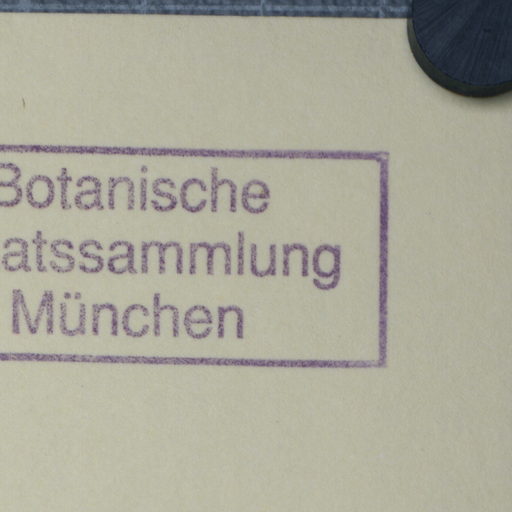 Botanische
atssammlung
München